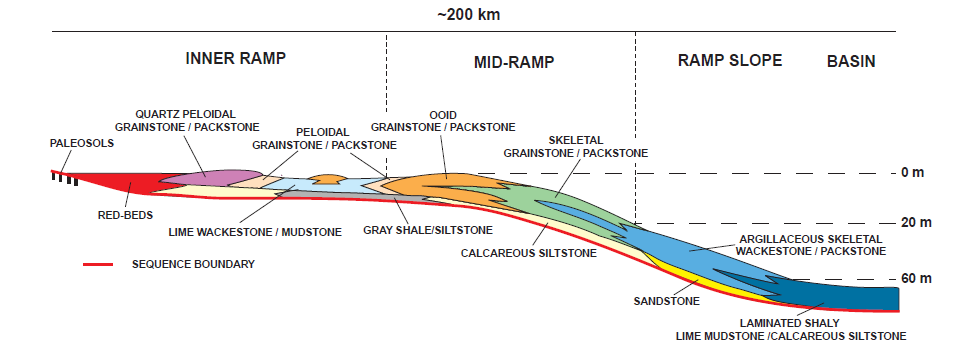 ~200 km
INNER RAMP
MID-RAMP
RAMP SLOPE
BASIN
QUARTZ PELOIDAL
GRAINSTONE / PACKSTONE
PALEOSOLS
PELOIDAL
GRAINSTONE / PACKSTONE
OOID
GRAINSTONE / PACKSTONE
SKELETAL
GRAINSTONE / PACKSTONE
0 m
RED-BEDS
LIME WACKESTONE / MUDSTONE
GRAY SHALE/SILTSTONE
20 m
CALCAREOUS SILTSTONE
ARGILLACEOUS SKELETAL
WACKESTONE / PACKSTONE
SEQUENCE BOUNDARY
60 m
SANDSTONE
LAMINATED SHALY
LIME MUDSTONE /CALCAREOUS SILTSTONE